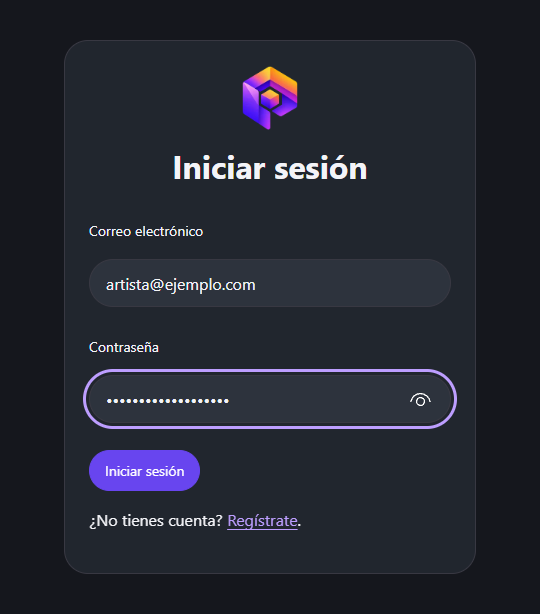 Iniciar sesión
Correo electrónico
artista@ejemplo.com
Contraseña
•••••••••••••••••••
Iniciar sesión
¿No tienes cuenta? Regístrate.